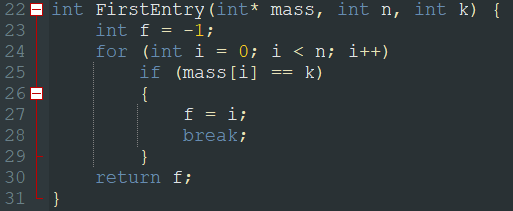 22 int FirstEntry(int* mass, int n, int k) {
23     int f = -1;
24     for (int i = 0; i < n; i++)
25         if (mass[i] == k)
26         {
27             f = i;
28             break;
29         }
30     return f;
31 }